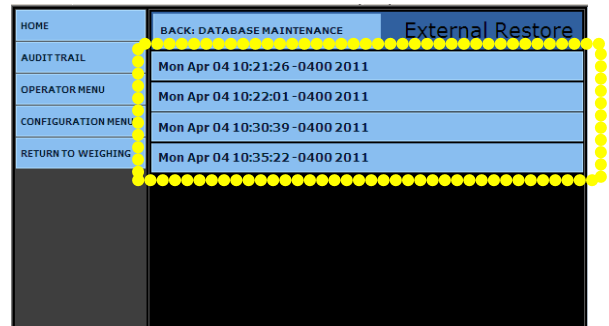 HOME
AUDIT TRAIL
OPERATOR MENU
CONFIGURATION MENU
RETURN TO WEIGHING
BACK: DATABASE MAINTENANCE
External Restore
Mon Apr 04 10:21:26 -0400 2011
Mon Apr 04 10:22:01 -0400 2011
Mon Apr 04 10:30:39 -0400 2011
Mon Apr 04 10:35:22 -0400 2011